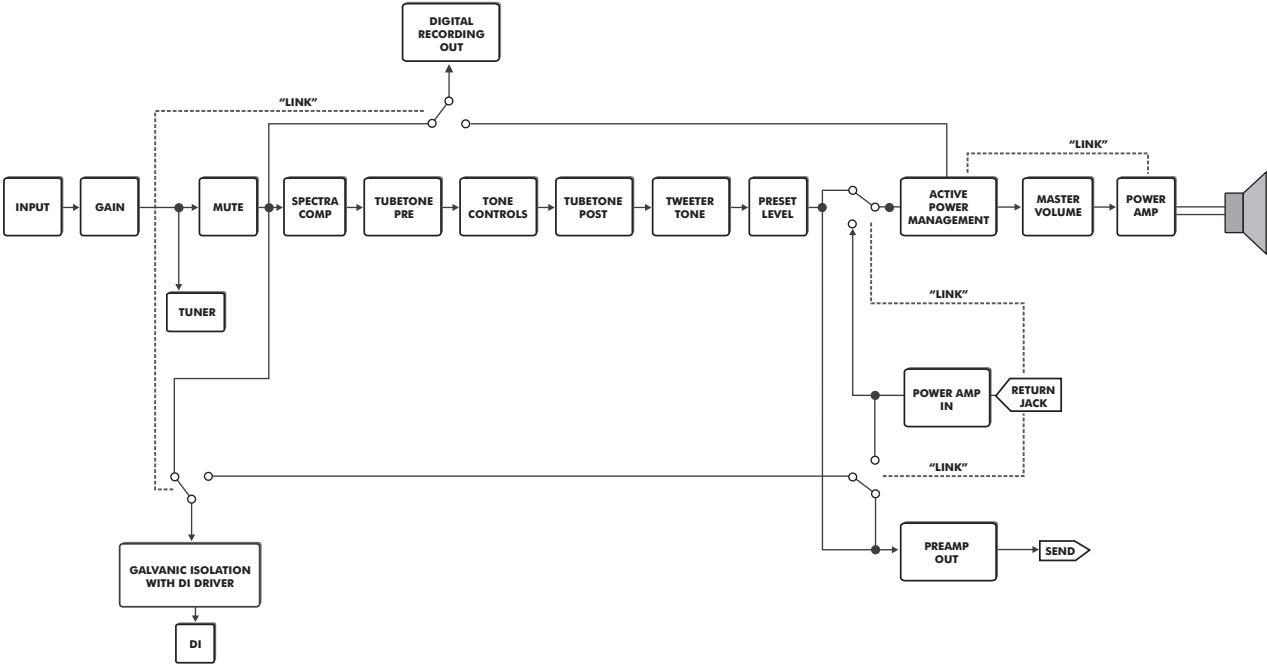 DIGITAL
RECORDING
OUT
“LINK”
“LINK”
INPUT
GAIN
MUTE
SPECTRA
COMP
TUBETONE
PRE
TONE
CONTROLS
TUBETONE
POST
TWEETER
TONE
PRESET
LEVEL
ACTIVE
POWER
MANAGEMENT
MASTER
VOLUME
POWER
AMP
TUNER
“LINK”
POWER AMP
IN
RETURN
JACK
“LINK”
PREAMP
OUT
SEND
GALVANIC ISOLATION
WITH DI DRIVER
DI